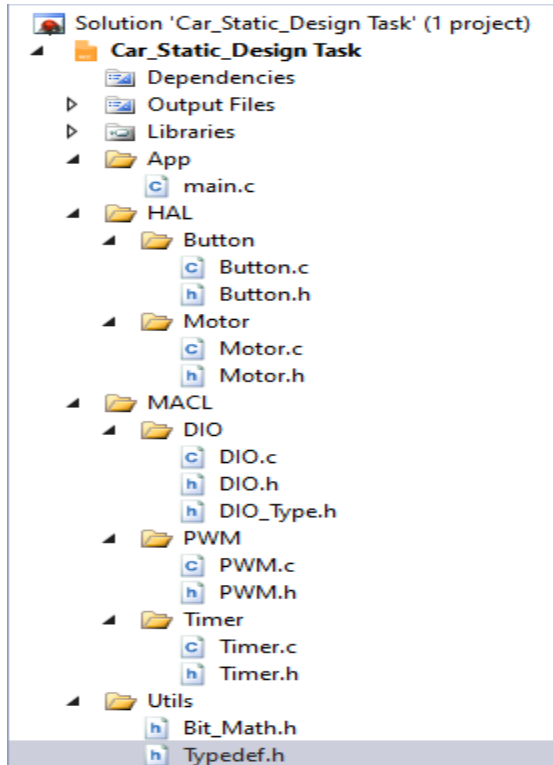 Solution 'Car_Static_Design Task' (1 project)
Car_Static_Design Task
Dependencies
Output Files
Libraries
App
main.c
HAL
Button
Button.c
Button.h
Motor
Motor.c
Motor.h
MACL
DIO
DIO.c
DIO.h
DIO_Type.h
PWM
PWM.c
PWM.h
Timer
Timer.c
Timer.h
Utils
Bit_Math.h
Typedef.h